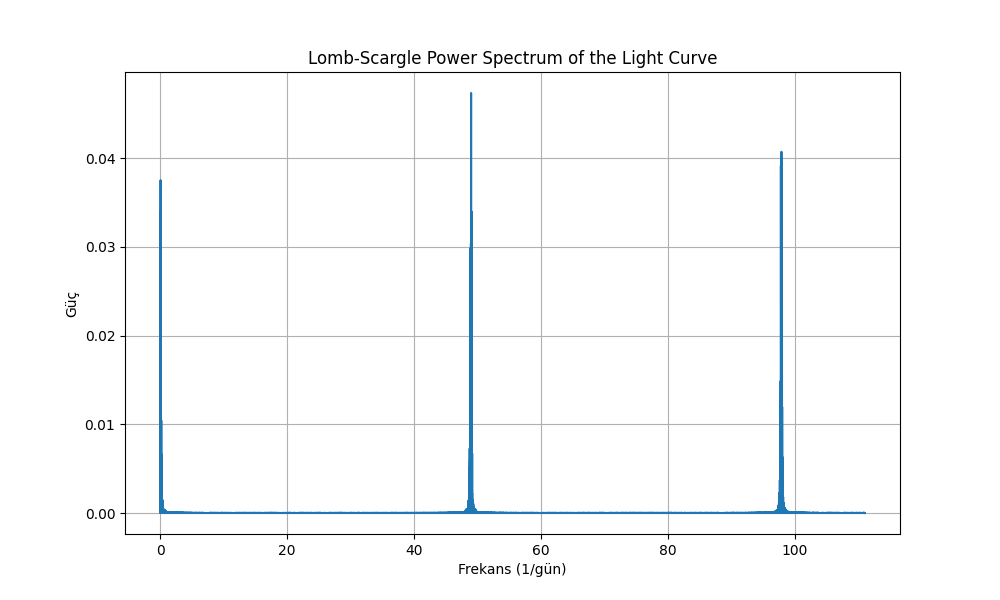 Lomb-Scargle Power Spectrum of the Light Curve
0.04
0.03
0.02
0.01
0.00
Güç
0 20 40 60 80 100
Frekans (1/gün)